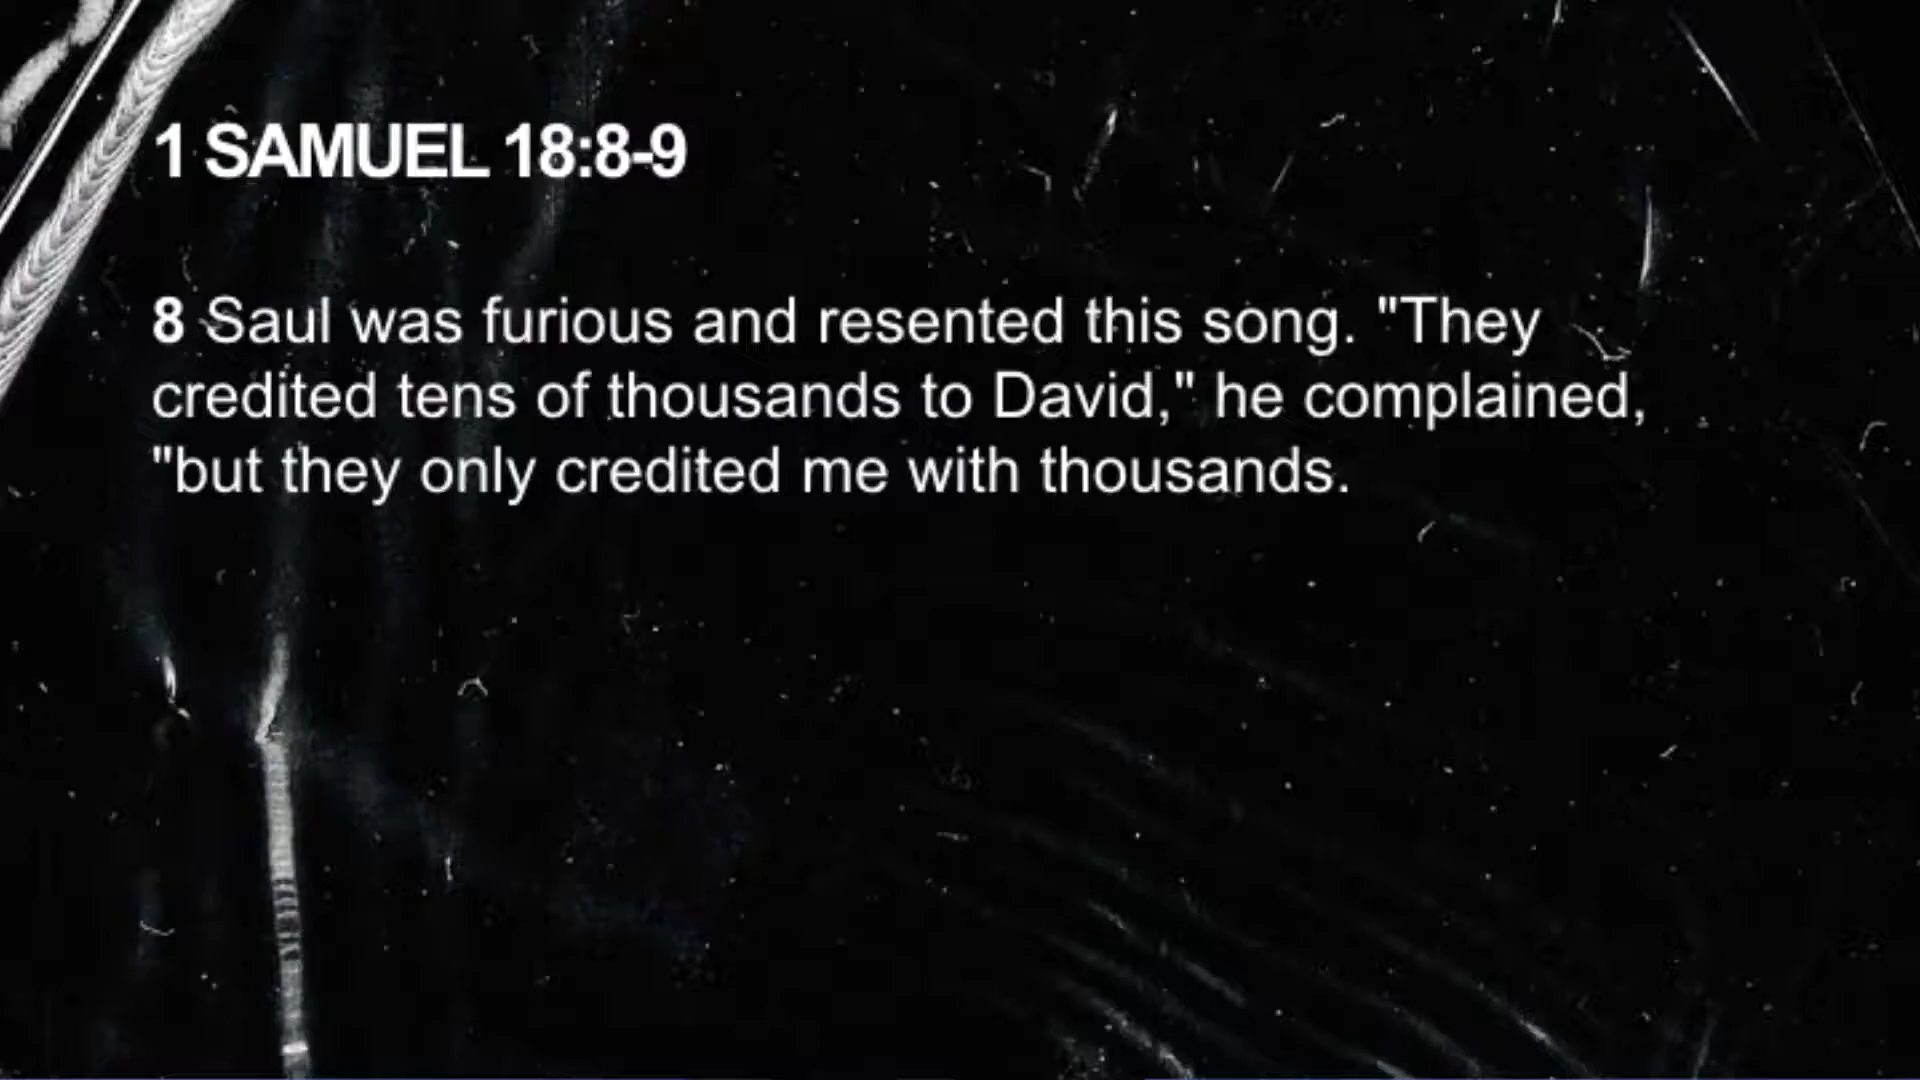 1 SAMUEL 18:8-9
8 Saul was furious and resented this song. "They
credited tens of thousands to David," he complained,
"but they only credited me with thousands.